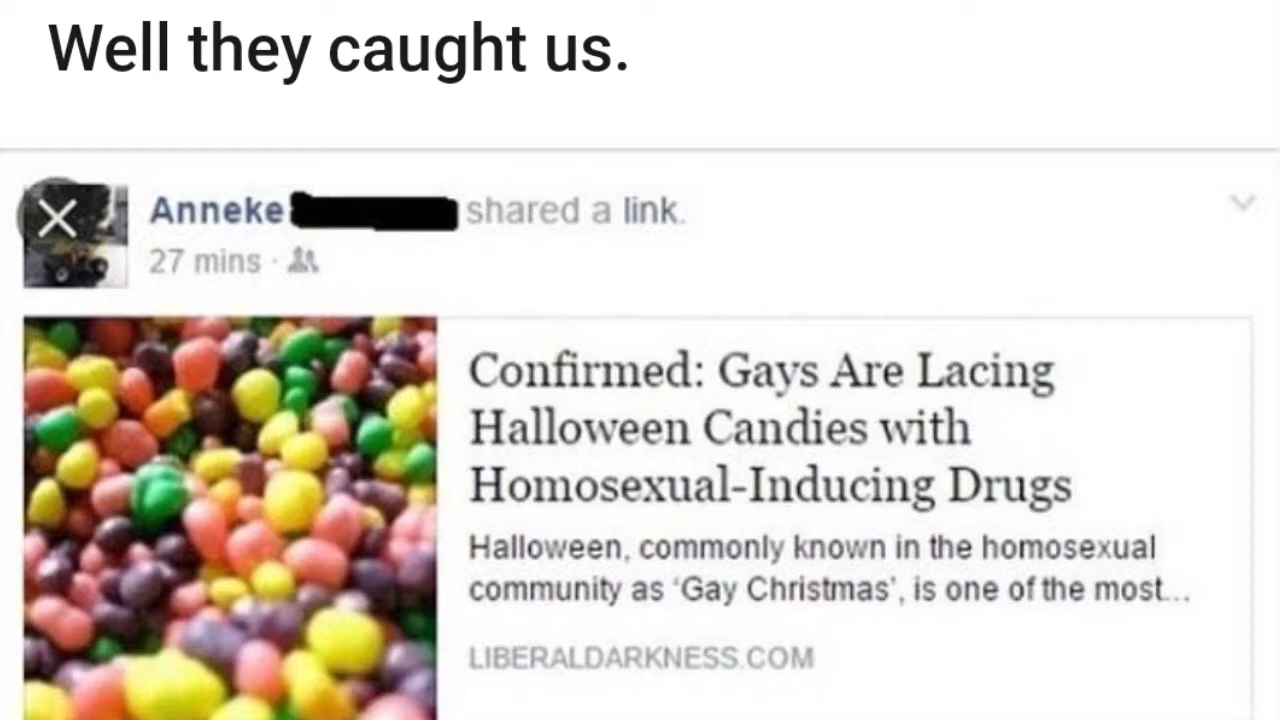 Well they caught us.
Anneke shared a link.
27 mins ·
Confirmed: Gays Are Lacing
Halloween Candies with
Homosexual-Inducing Drugs
Halloween, commonly known in the homosexual
community as ‘Gay Christmas’, is one of the most...
LIBERALDARKNESS.COM